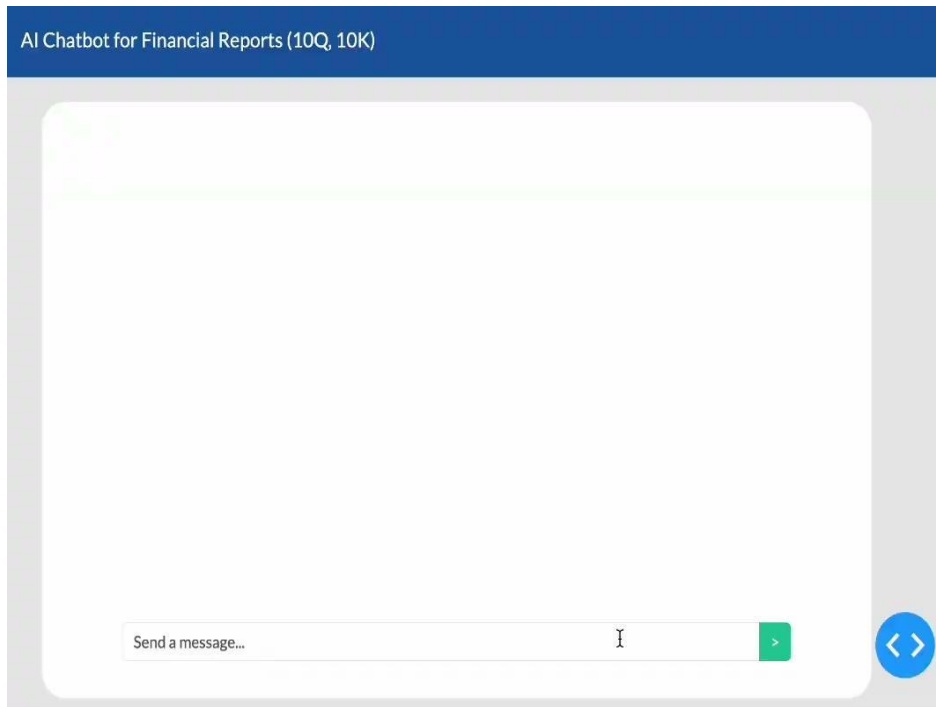 AI Chatbot for Financial Reports (10Q, 10K)
Send a message...
>